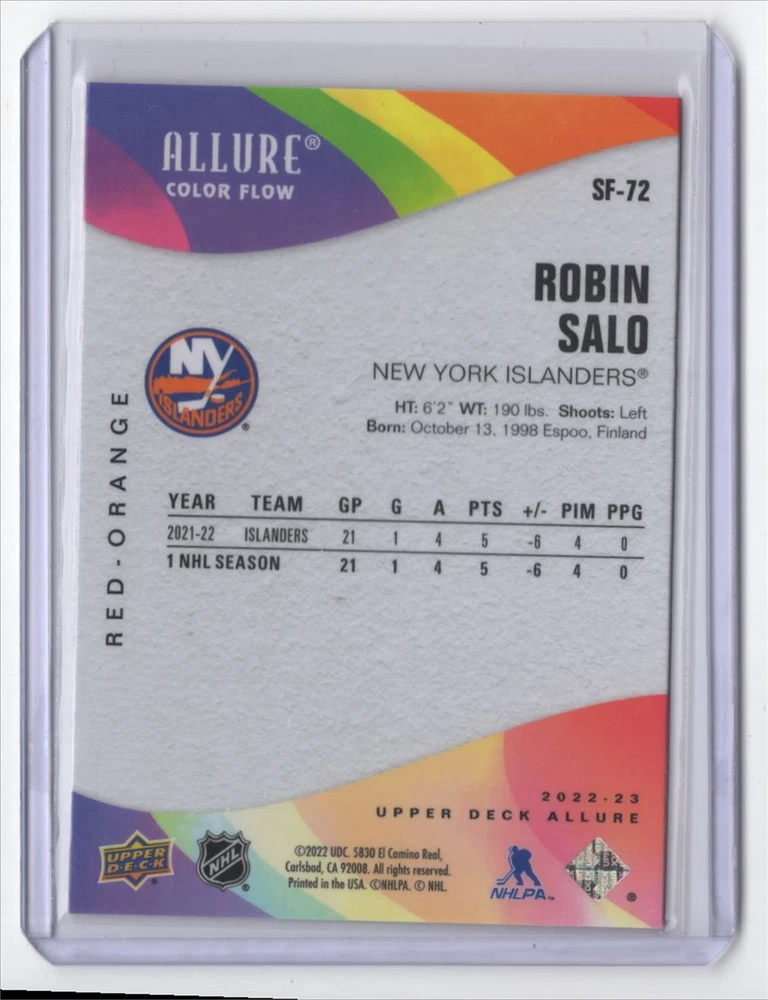 ALLURE®
COLOR FLOW
SF-72
ROBIN
SALO
NEW YORK ISLANDERS®
HT: 6'2" WT: 190 lbs. Shoots: Left
Born: October 13, 1998 Espoo, Finland
NY
ISLANDERS
®
RED-ORANGE
YEAR TEAM GP G A PTS +/- PIM PPG
2021-22 ISLANDERS 21 1 4 5 -6 4 0
1 NHL SEASON 21 1 4 5 -6 4 0
2022-23
UPPER DECK ALLURE
UPPER
D·E·C·K
®
NHL
®
©2022 UDC. 5830 El Camino Real,
Carlsbad, CA 92008. All rights reserved.
Printed in the USA. ©NHLPA. © NHL.
NHLPA™
®